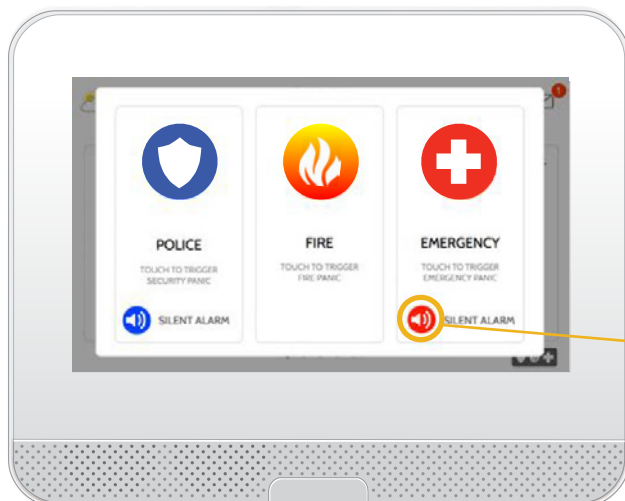 1
POLICE
TOUCH TO TRIGGER
SECURITY PANIC
SILENT ALARM
FIRE
TOUCH TO TRIGGER
FIRE PANIC
EMERGENCY
TOUCH TO TRIGGER
EMERGENCY PANIC
SILENT ALARM